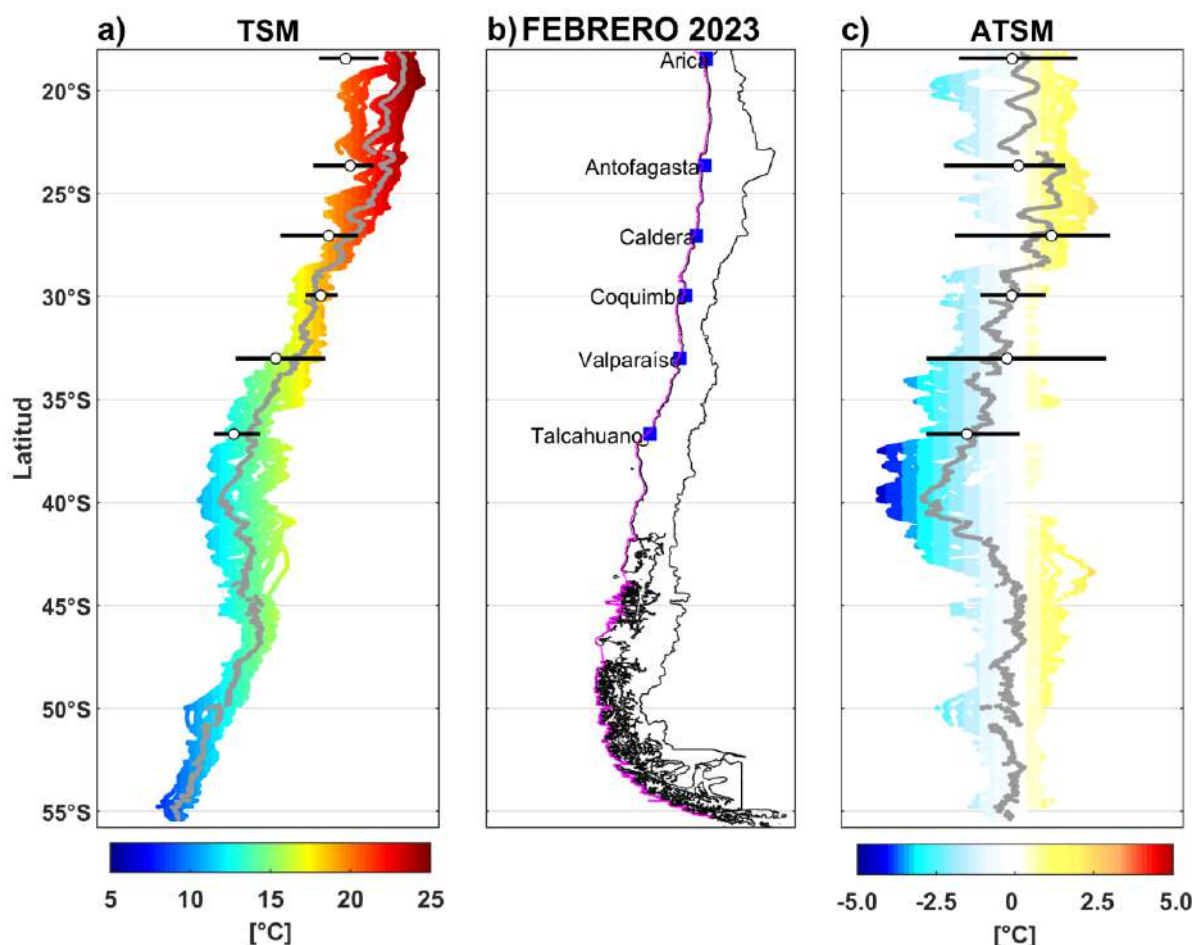 a) TSM
b) FEBRERO 2023
c) ATSM
Latitud
20°S
25°S
30°S
35°S
40°S
45°S
50°S
55°S
Arica
Antofagasta
Caldera
Coquimbo
Valparaíso
Talcahuano
5 10 15 20 25
[°C]
-5.0 -2.5 0 2.5 5.0
[°C]